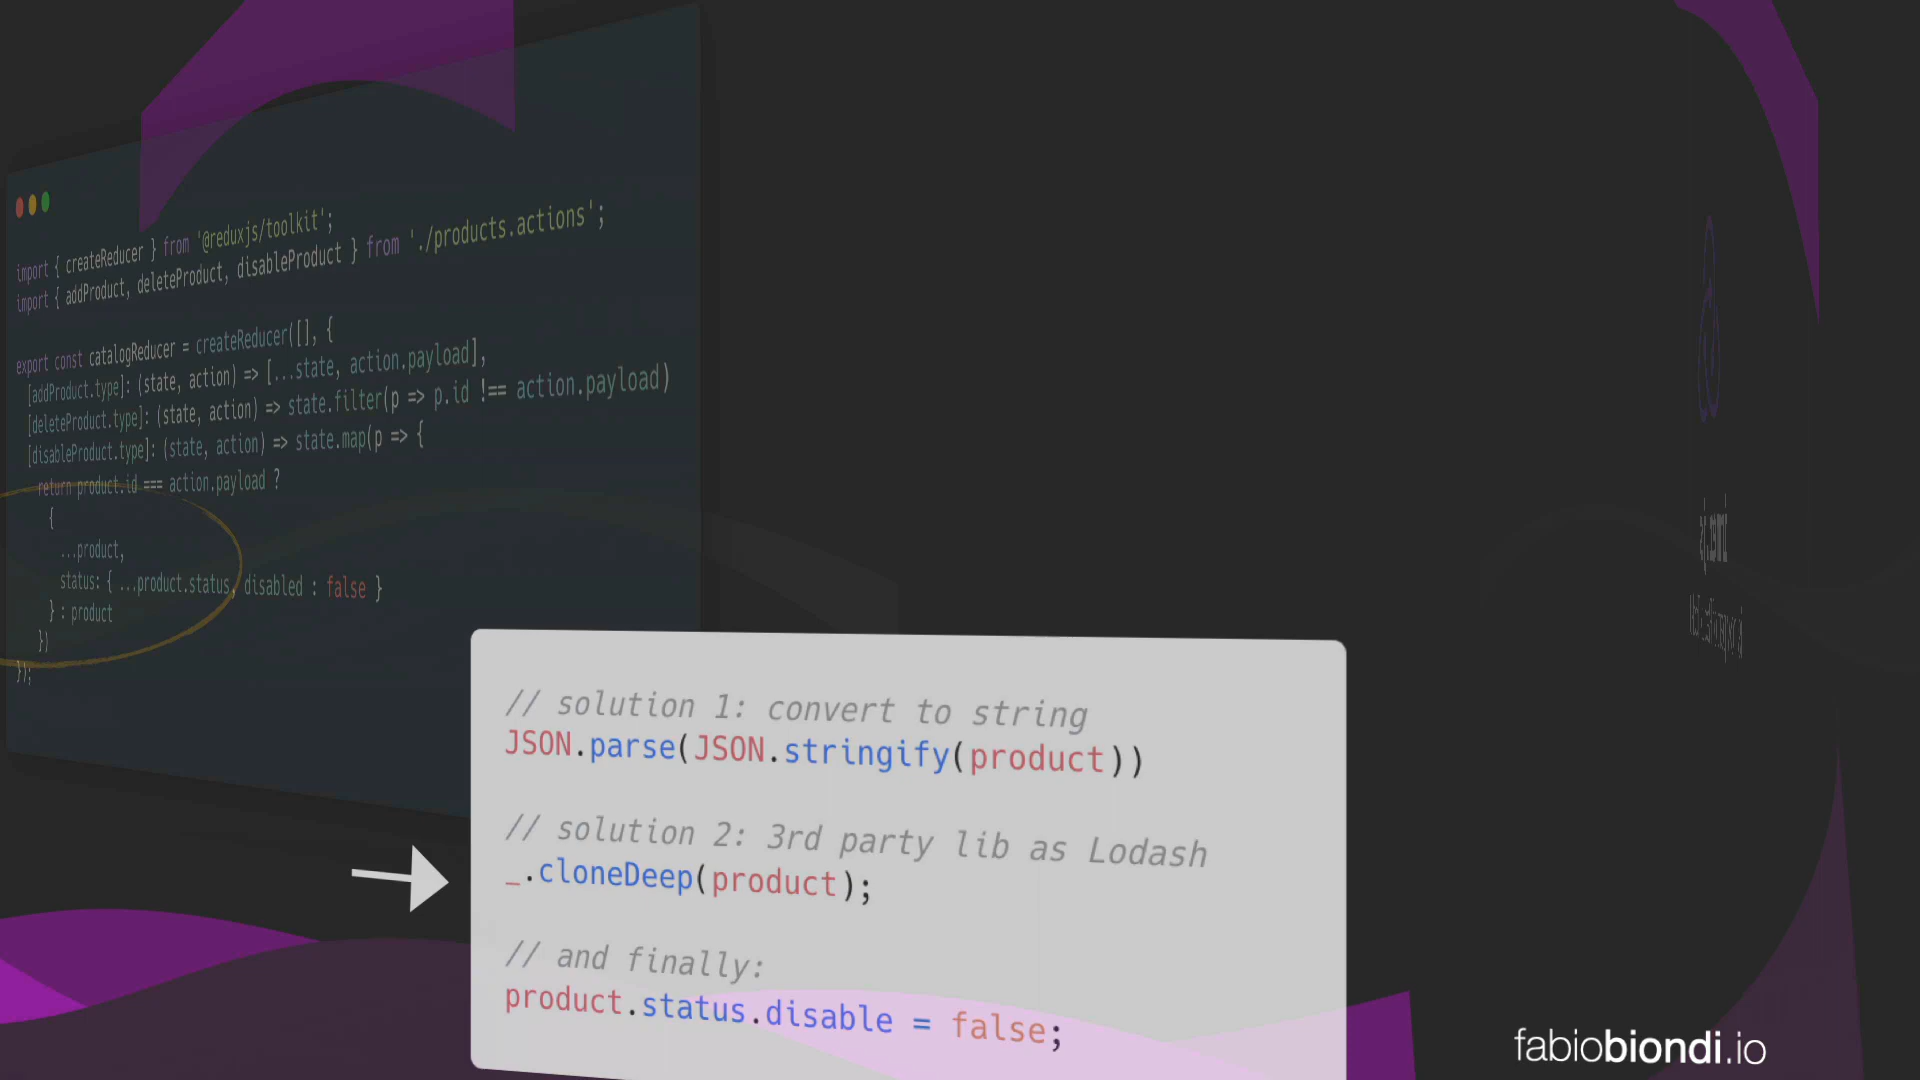 import { createReducer } from '@reduxjs/toolkit';
import { addProduct, deleteProduct, disableProduct } from './products.actions';
export const catalogReducer = createReducer([], {
[addProduct.type]: (state, action) => [...state, action.payload],
[deleteProduct.type]: (state, action) => state.filter(p => p.id !== action.payload)
[disableProduct.type]: (state, action) => state.map(p => {
return product.id === action.payload ?
{
...product,
status: { ...product.status, disabled : false }
} : product
})
});
// solution 1: convert to string
JSON.parse(JSON.stringify(product))
// solution 2: 3rd party lib as Lodash
_.cloneDeep(product);
// and finally:
product.status.disable = false;
fabiobiondi.io